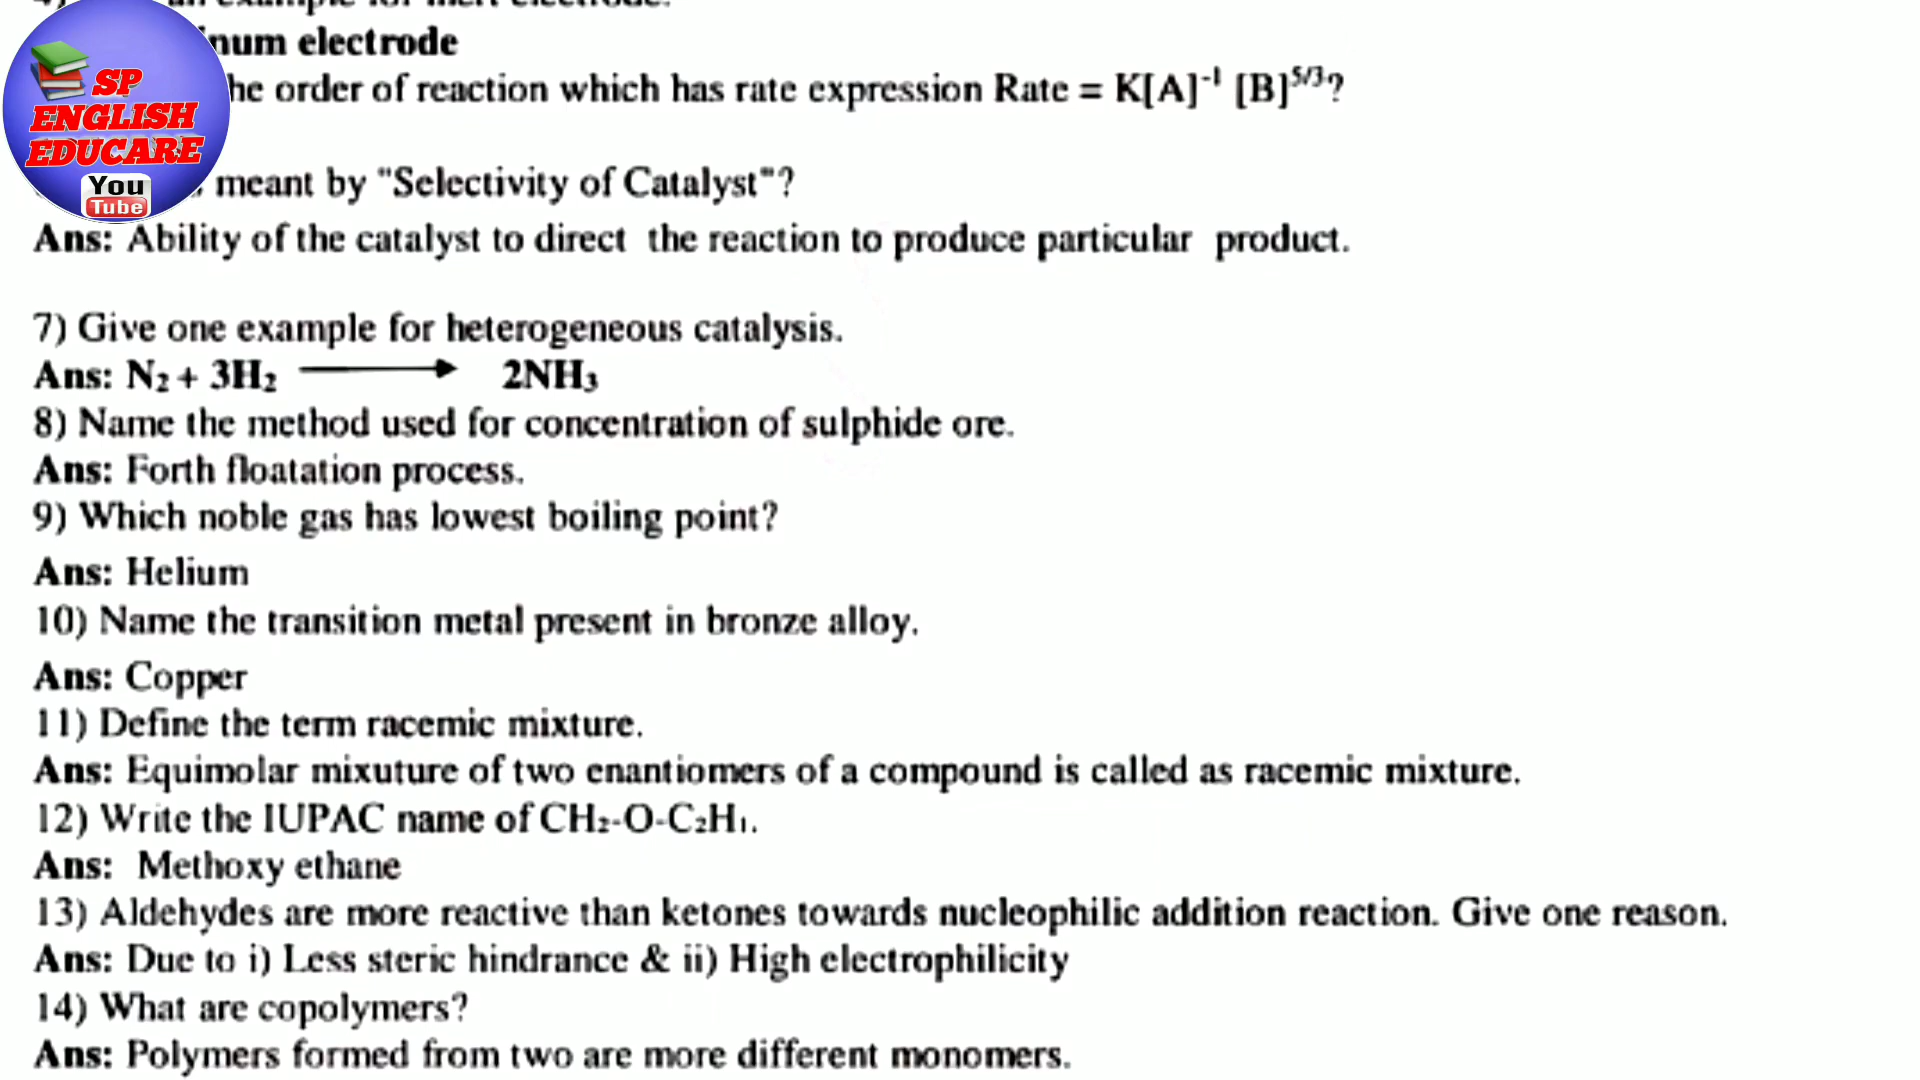 an example for inert electrode.
num electrode
he order of reaction which has rate expression Rate = K[A]⁻¹ [B]⁵ᐟ³?
SP
ENGLISH
EDUCARE
You
Tube
meant by "Selectivity of Catalyst"?
Ans: Ability of the catalyst to direct the reaction to produce particular product.
7) Give one example for heterogeneous catalysis.
Ans: N₂ + 3H₂ ⟶ 2NH₃
8) Name the method used for concentration of sulphide ore.
Ans: Forth floatation process.
9) Which noble gas has lowest boiling point?
Ans: Helium
10) Name the transition metal present in bronze alloy.
Ans: Copper
11) Define the term racemic mixture.
Ans: Equimolar mixuture of two enantiomers of a compound is called as racemic mixture.
12) Write the IUPAC name of CH₂-O-C₂H₁.
Ans: Methoxy ethane
13) Aldehydes are more reactive than ketones towards nucleophilic addition reaction. Give one reason.
Ans: Due to i) Less steric hindrance & ii) High electrophilicity
14) What are copolymers?
Ans: Polymers formed from two are more different monomers.